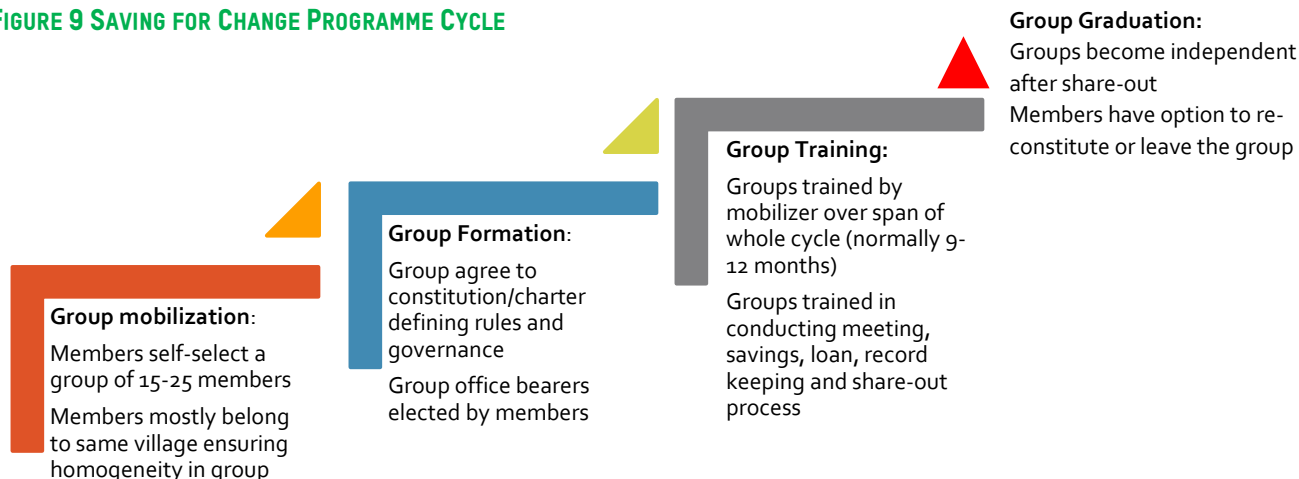 FIGURE 9 SAVING FOR CHANGE PROGRAMME CYCLE
Group mobilization:
Members self-select a
group of 15-25 members
Members mostly belong
to same village ensuring
homogeneity in group
Group Formation:
Group agree to
constitution/charter
defining rules and
governance
Group office bearers
elected by members
Group Training:
Groups trained by
mobilizer over span of
whole cycle (normally 9-
12 months)
Groups trained in
conducting meeting,
savings, loan, record
keeping and share-out
process
Group Graduation:
Groups become independent
after share-out
Members have option to re-
constitute or leave the group